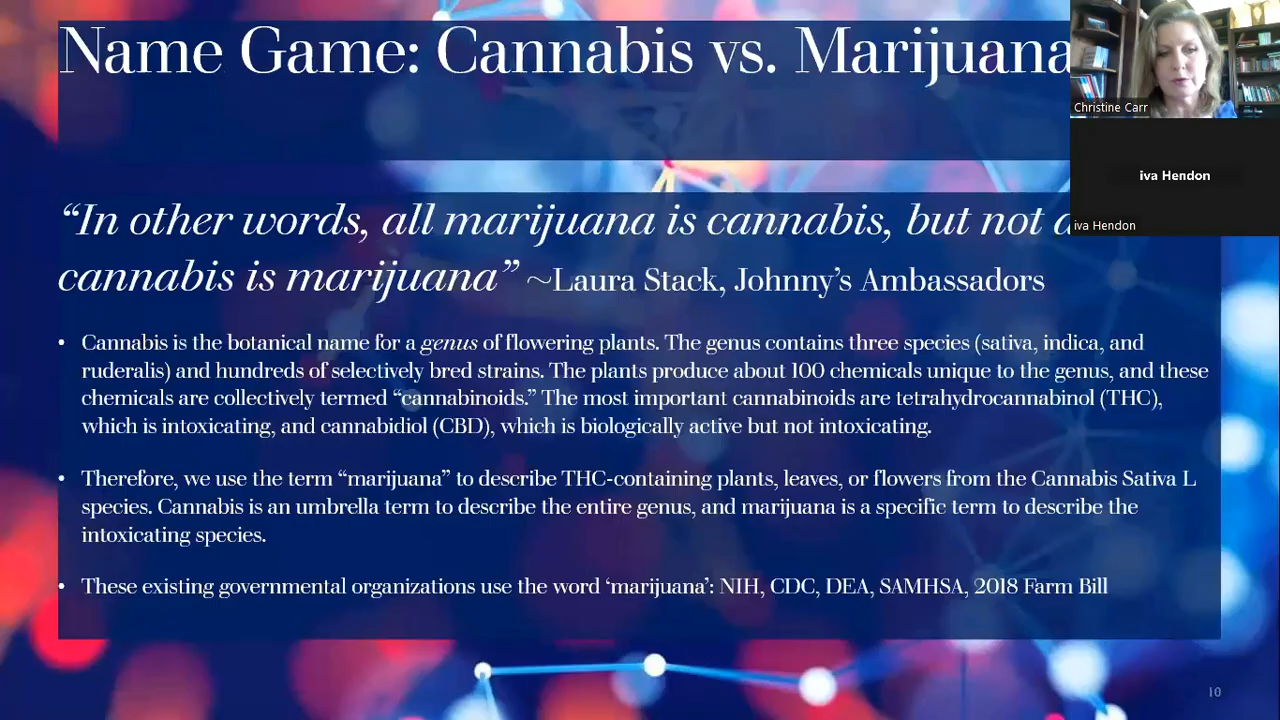 Name Game: Cannabis vs. Marijuana
Christine Carr
iva Hendon
iva Hendon
“In other words, all marijuana is cannabis, but not
cannabis is marijuana” ~Laura Stack, Johnny’s Ambassadors
• Cannabis is the botanical name for a genus of flowering plants. The genus contains three species (sativa, indica, and
ruderalis) and hundreds of selectively bred strains. The plants produce about 100 chemicals unique to the genus, and these
chemicals are collectively termed “cannabinoids.” The most important cannabinoids are tetrahydrocannabinol (THC),
which is intoxicating, and cannabidiol (CBD), which is biologically active but not intoxicating.
• Therefore, we use the term “marijuana” to describe THC-containing plants, leaves, or flowers from the Cannabis Sativa L
species. Cannabis is an umbrella term to describe the entire genus, and marijuana is a specific term to describe the
intoxicating species.
• These existing governmental organizations use the word ‘marijuana’: NIH, CDC, DEA, SAMHSA, 2018 Farm Bill
10